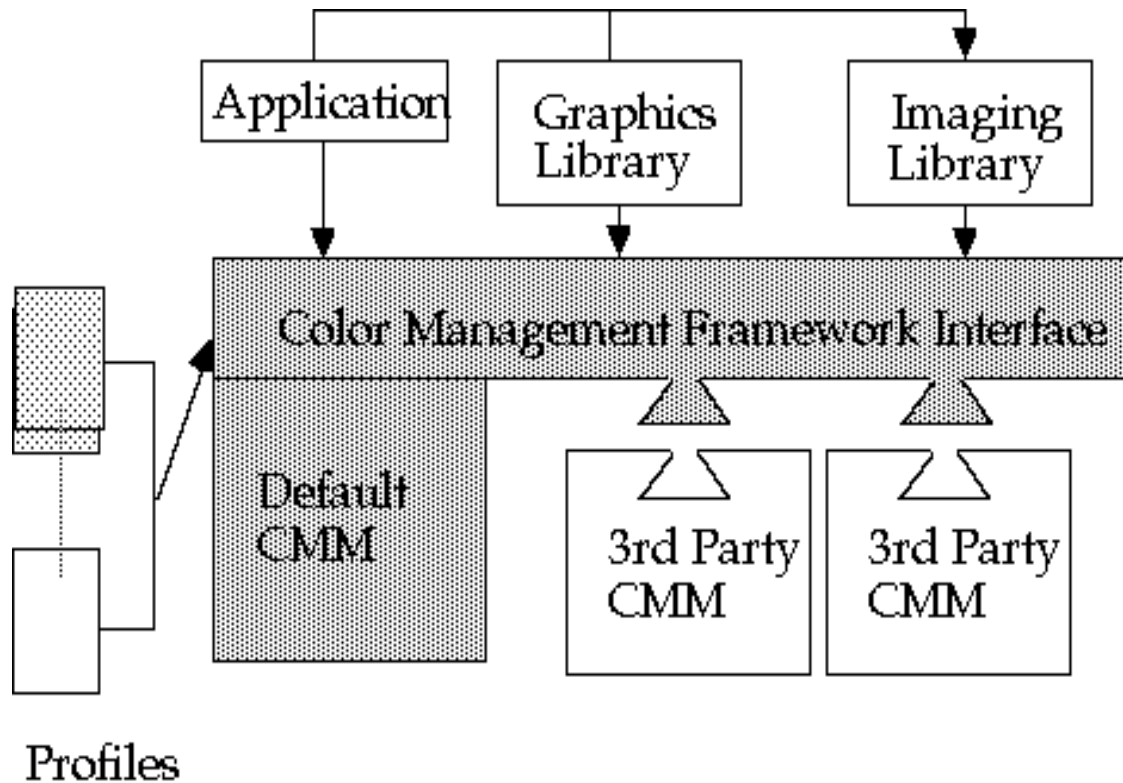 Application
Graphics
Library
Imaging
Library
Color Management Framework Interface
Default
CMM
3rd Party
CMM
3rd Party
CMM
Profiles